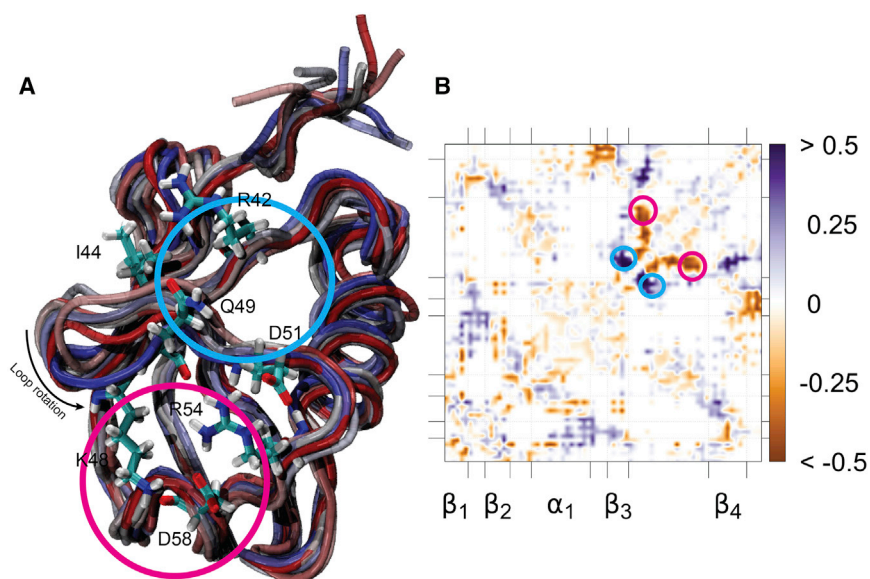 A
R42
I44
Q49
D51
Loop rotation
R54
K48
D58
B
> 0.5
0.25
0
-0.25
< -0.5
β1 β2 α1 β3 β4